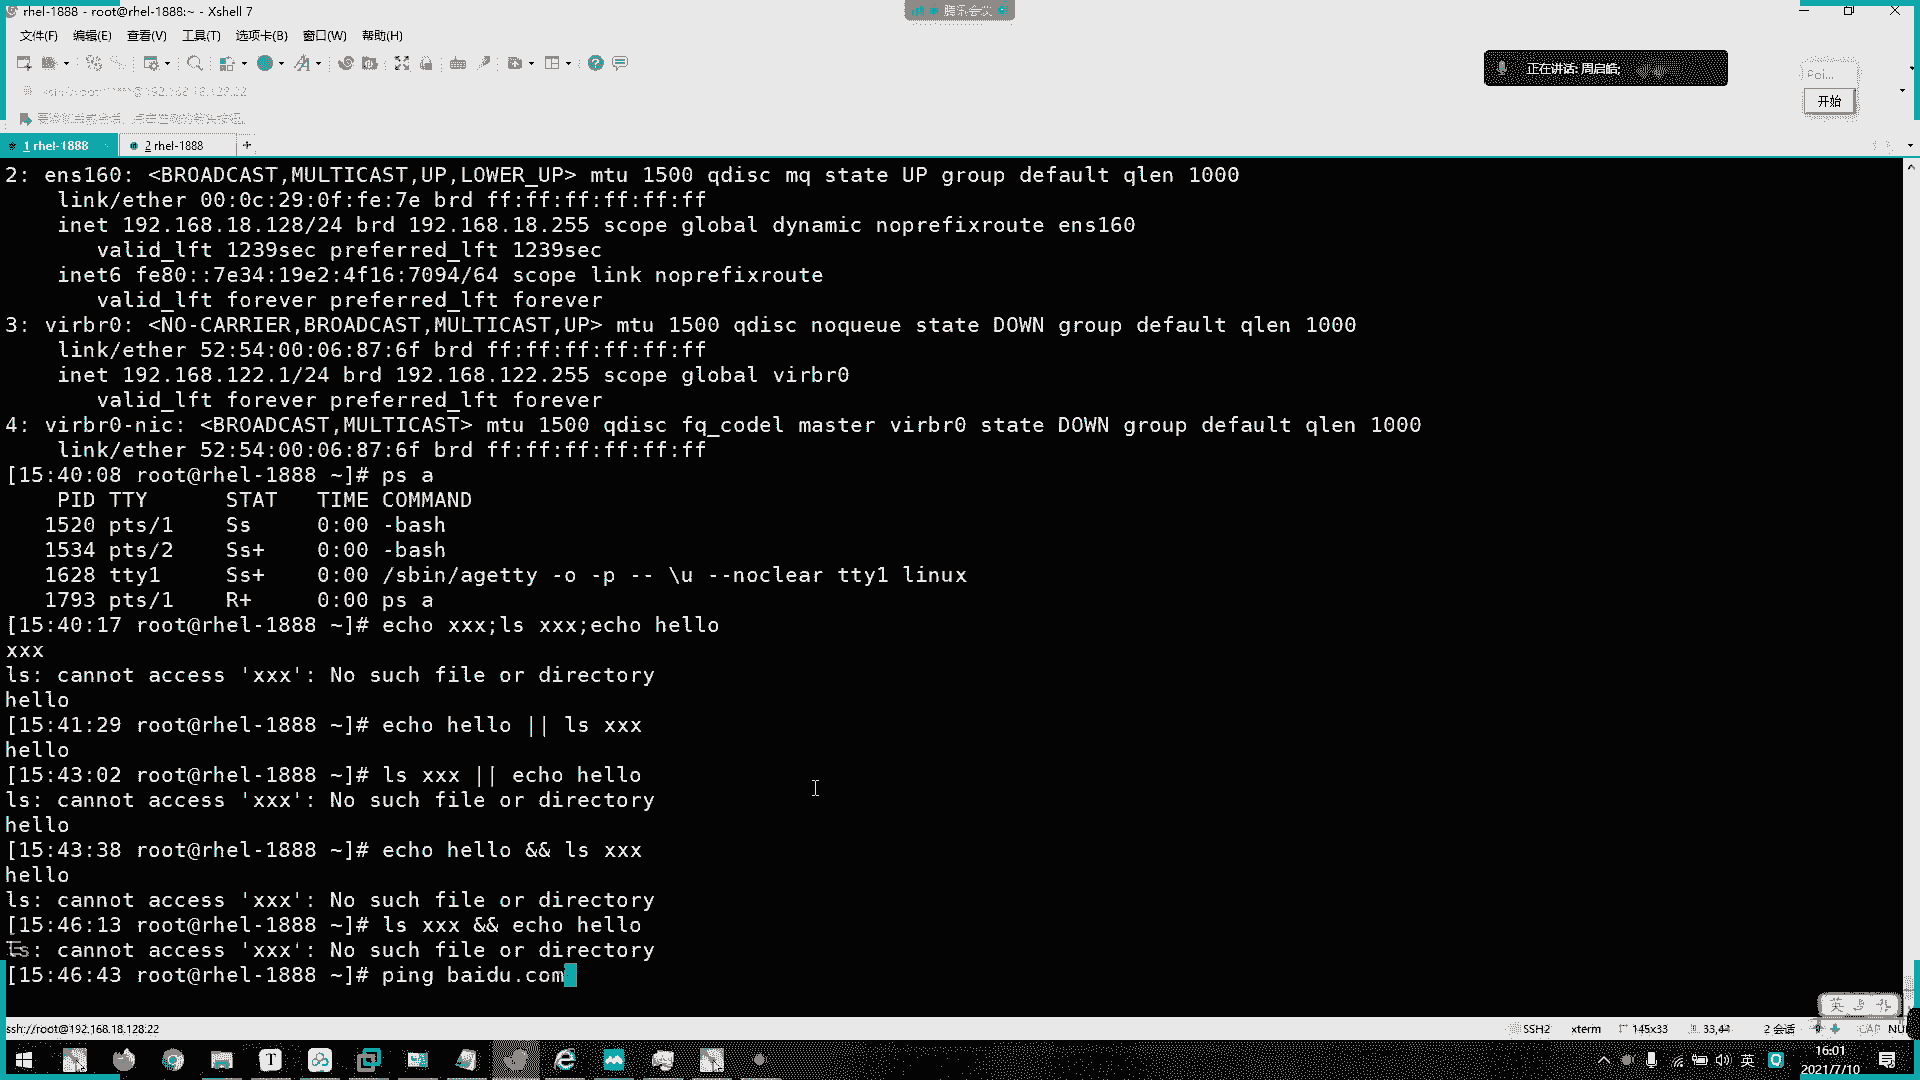 rhel-1888 - root@rhel-1888:~ - Xshell 7
腾讯会议
文件(F) 编辑(E) 查看(V) 工具(T) 选项卡(B) 窗口(W) 帮助(H)
正在讲话: 周启皓;
Poi...
开始
ssh://root:*****@192.168.18.128:22
1 rhel-1888
2 rhel-1888
+
2: ens160: <BROADCAST,MULTICAST,UP,LOWER_UP> mtu 1500 qdisc mq state UP group default qlen 1000
link/ether 00:0c:29:0f:fe:7e brd ff:ff:ff:ff:ff:ff
inet 192.168.18.128/24 brd 192.168.18.255 scope global dynamic noprefixroute ens160
valid_lft 1239sec preferred_lft 1239sec
inet6 fe80::7e34:19e2:4f16:7094/64 scope link noprefixroute
valid_lft forever preferred_lft forever
3: virbr0: <NO-CARRIER,BROADCAST,MULTICAST,UP> mtu 1500 qdisc noqueue state DOWN group default qlen 1000
link/ether 52:54:00:06:87:6f brd ff:ff:ff:ff:ff:ff
inet 192.168.122.1/24 brd 192.168.122.255 scope global virbr0
valid_lft forever preferred_lft forever
4: virbr0-nic: <BROADCAST,MULTICAST> mtu 1500 qdisc fq_codel master virbr0 state DOWN group default qlen 1000
link/ether 52:54:00:06:87:6f brd ff:ff:ff:ff:ff:ff
[15:40:08 root@rhel-1888 ~]# ps a
PID TTY STAT TIME COMMAND
1520 pts/1 Ss 0:00 -bash
1534 pts/2 Ss+ 0:00 -bash
1628 tty1 Ss+ 0:00 /sbin/agetty -o -p -- \u --noclear tty1 linux
1793 pts/1 R+ 0:00 ps a
[15:40:17 root@rhel-1888 ~]# echo xxx;ls xxx;echo hello
xxx
ls: cannot access 'xxx': No such file or directory
hello
[15:41:29 root@rhel-1888 ~]# echo hello || ls xxx
hello
[15:43:02 root@rhel-1888 ~]# ls xxx || echo hello
ls: cannot access 'xxx': No such file or directory
hello
[15:43:38 root@rhel-1888 ~]# echo hello && ls xxx
hello
ls: cannot access 'xxx': No such file or directory
[15:46:13 root@rhel-1888 ~]# ls xxx && echo hello
ls: cannot access 'xxx': No such file or directory
[15:46:43 root@rhel-1888 ~]# ping baidu.com
英
ssh://root@192.168.18.128:22
SSH2 xterm 145x33 33,44 2 会话 CAP NUM
英
16:01
2021/7/10